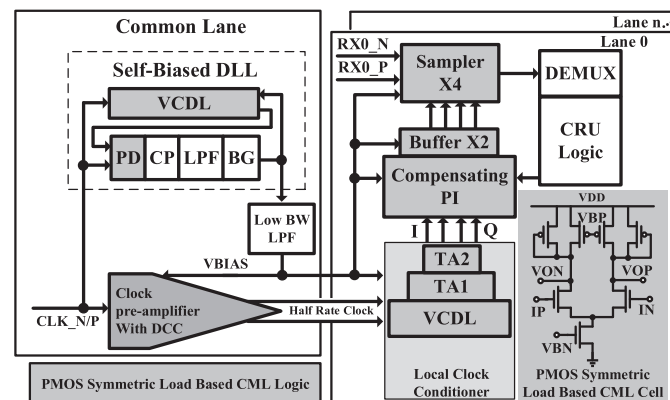 Common Lane
Lane n..
Lane 0
RX0_N
RX0_P
Self-Biased DLL
VCDL
PD CP LPF BG
Low BW
LPF
VBIAS
Clock
pre-amplifier
With DCC
CLK_N/P
Half Rate Clock
PMOS Symmetric Load Based CML Logic
Sampler
X4
DEMUX
CRU
Logic
Buffer X2
Compensating
PI
I
Q
TA2
TA1
VCDL
Local Clock
Conditioner
VDD
VBP
VON
VOP
IP
IN
VBN
PMOS Symmetric
Load Based CML Cell